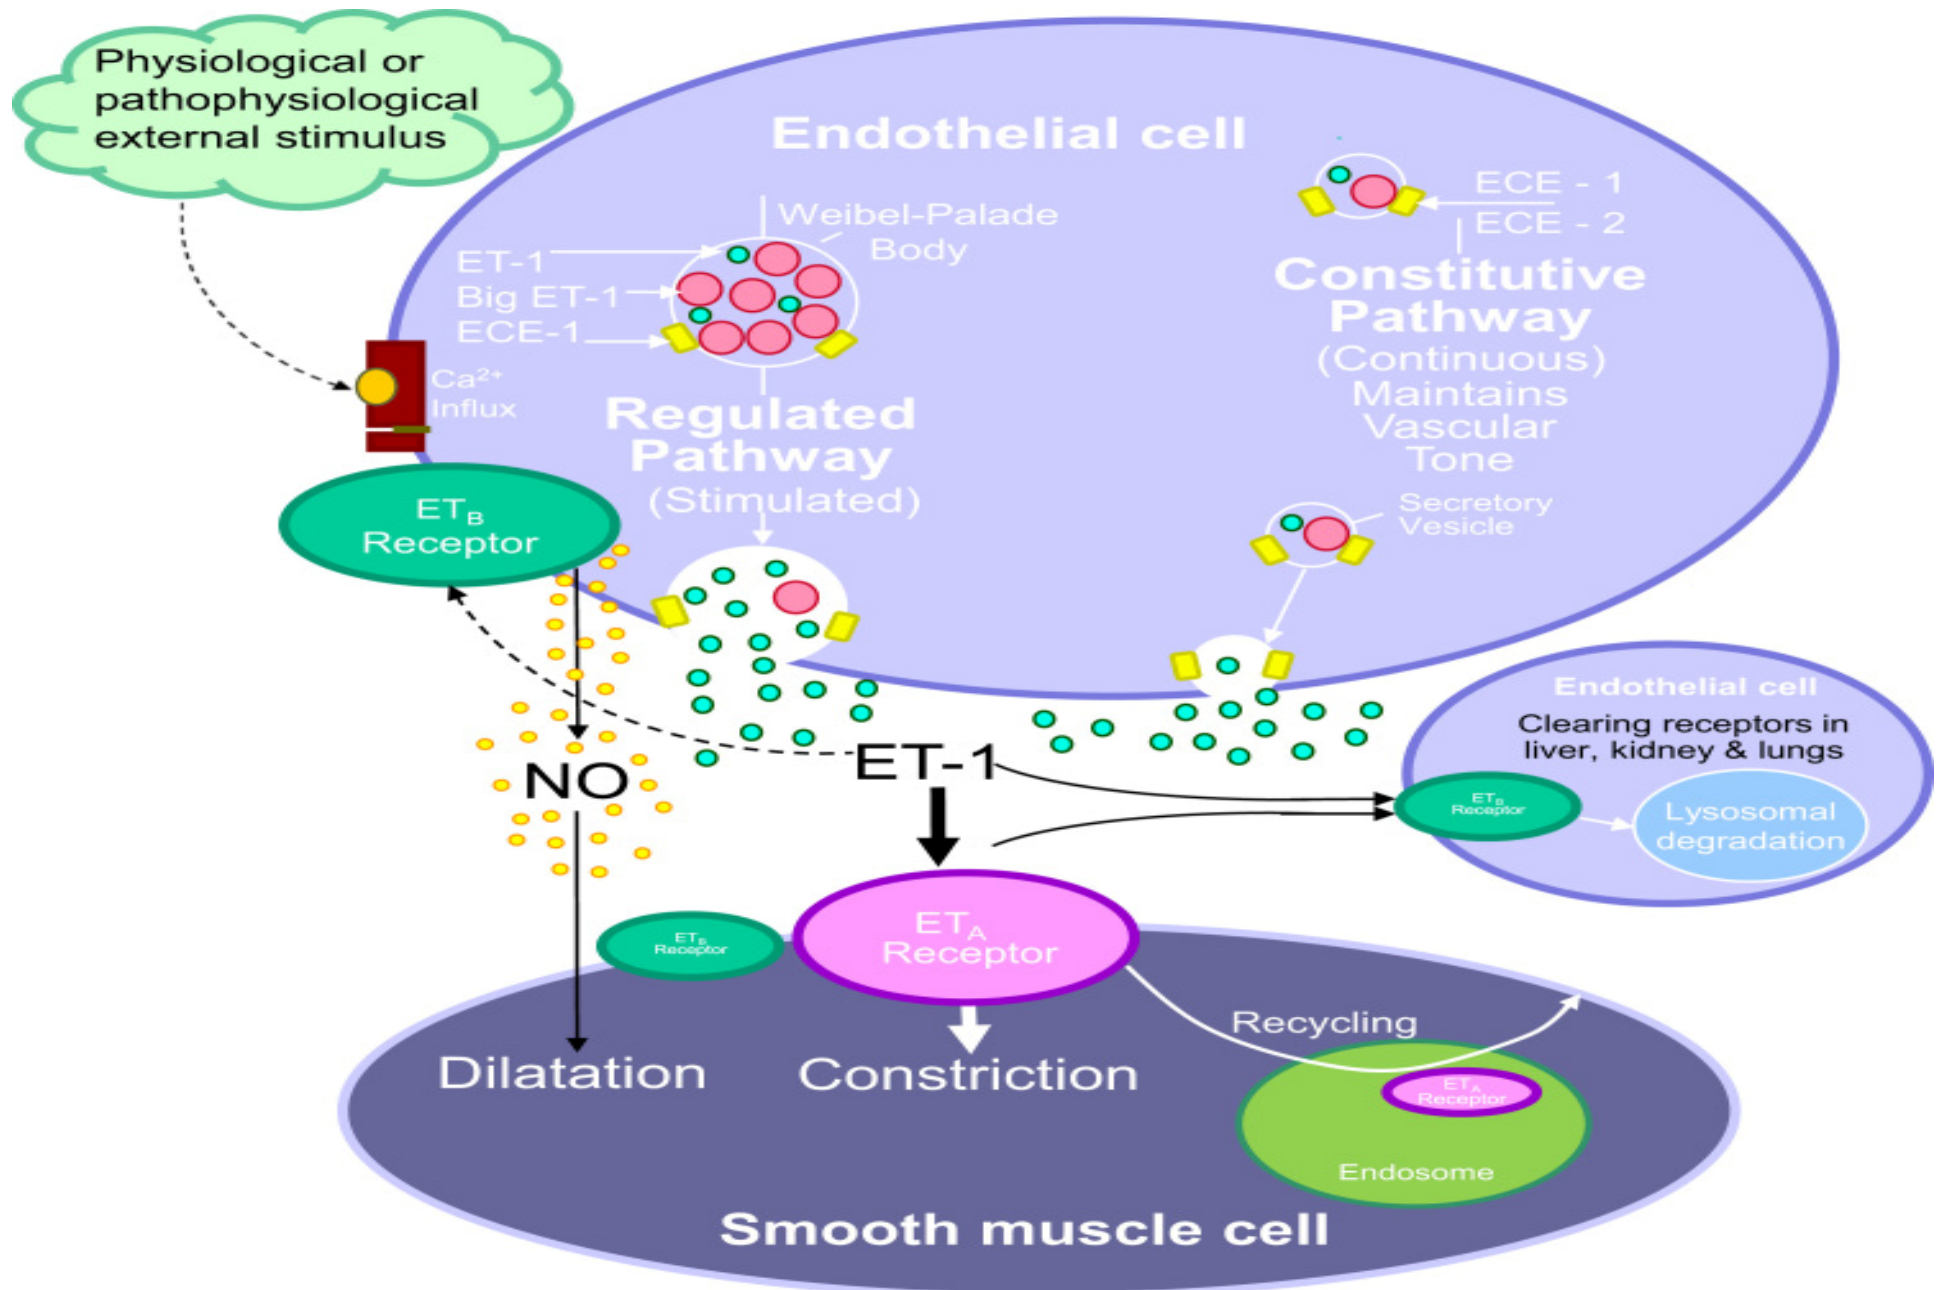 Physiological or
pathophysiological
external stimulus
Endothelial cell
Weibel-Palade
Body
ET-1
Big ET-1
ECE-1
ECE - 1
ECE - 2
Constitutive
Pathway
(Continuous)
Maintains
Vascular
Tone
Ca²⁺
Influx
Regulated
Pathway
(Stimulated)
Secretory
Vesicle
ET_B
Receptor
Endothelial cell
Clearing receptors in
liver, kidney & lungs
ET_B
Receptor
Lysosomal
degradation
NO
ET-1
ET_B
Receptor
ET_A
Receptor
Recycling
Dilatation
Constriction
ET_A
Receptor
Endosome
Smooth muscle cell